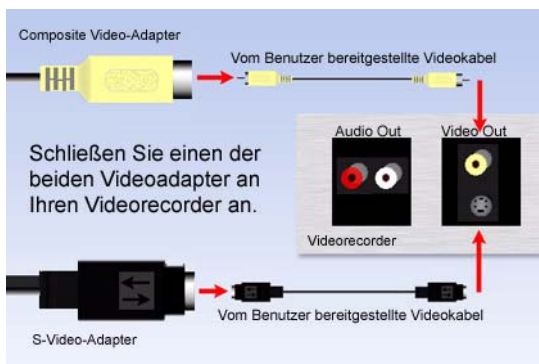 Composite Video-Adapter
Vom Benutzer bereitgestellte Videokabel
Audio Out
Video Out
Schließen Sie einen der
beiden Videoadapter an
Ihren Videorecorder an.
Videorecorder
Vom Benutzer bereitgestellte Videokabel
S-Video-Adapter